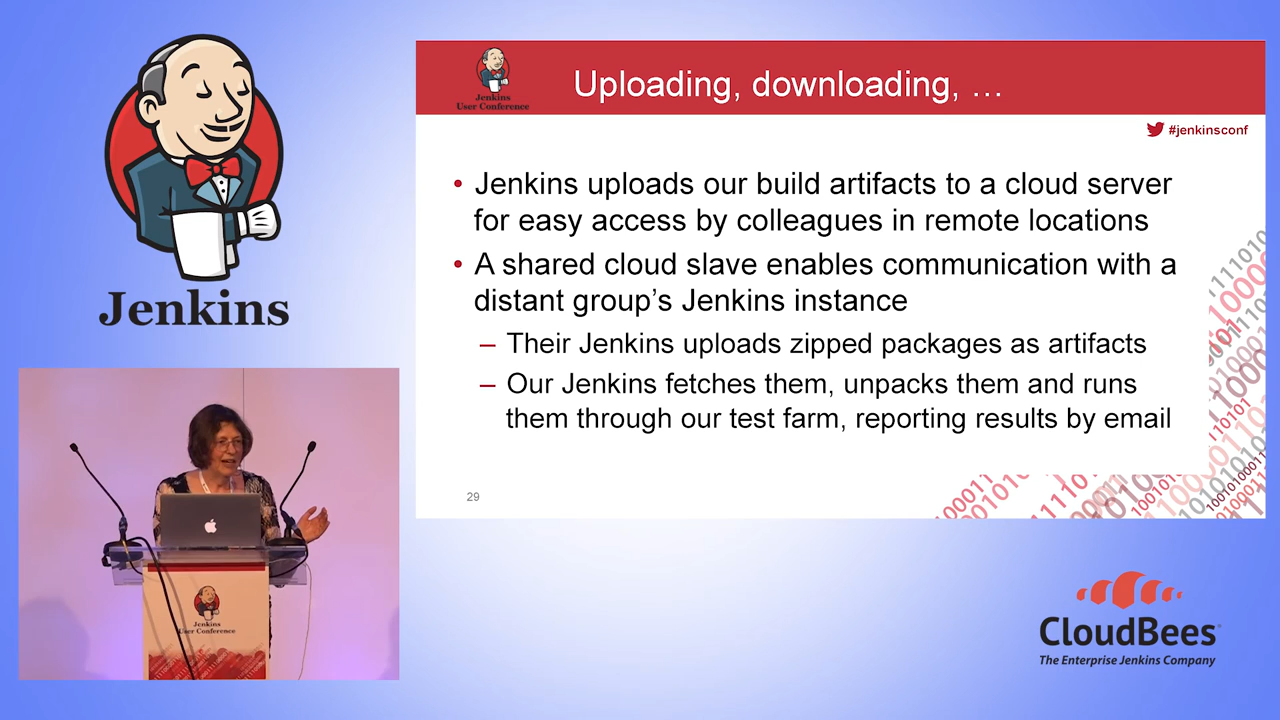 Jenkins
Jenkins
User Conference
Uploading, downloading, …
#jenkinsconf
• Jenkins uploads our build artifacts to a cloud server
for easy access by colleagues in remote locations
• A shared cloud slave enables communication with a
distant group’s Jenkins instance
– Their Jenkins uploads zipped packages as artifacts
– Our Jenkins fetches them, unpacks them and runs
them through our test farm, reporting results by email
29
Jenkins
User Conference
CloudBees
The Enterprise Jenkins Company